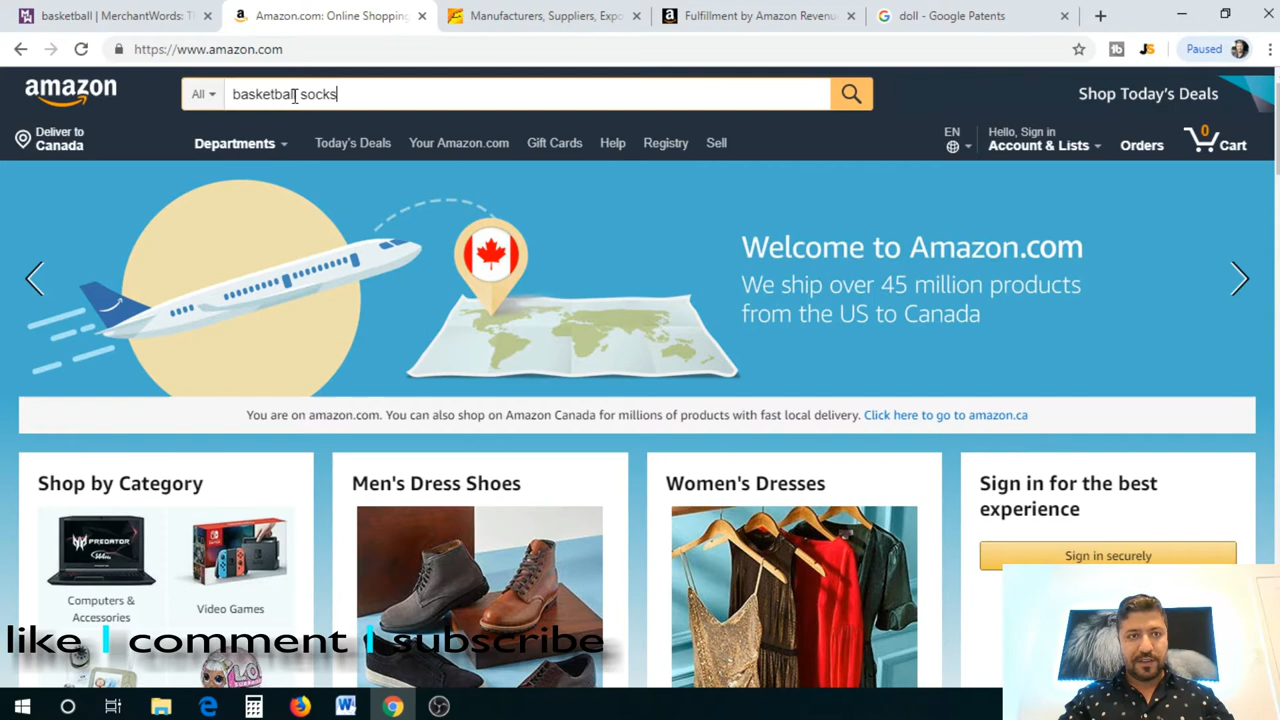 basketball | MerchantWords: T
Amazon.com: Online Shopping
Manufacturers, Suppliers, Expo
Fulfillment by Amazon Revenu
doll - Google Patents
https://www.amazon.com
Paused
amazon
All
basketball socks
Shop Today's Deals
Deliver to
Canada
Departments
Today's Deals
Your Amazon.com
Gift Cards
Help
Registry
Sell
EN
Hello, Sign in
Account & Lists
Orders
0
Cart
Welcome to Amazon.com
We ship over 45 million products
from the US to Canada
You are on amazon.com. You can also shop on Amazon Canada for millions of products with fast local delivery. Click here to go to amazon.ca
Shop by Category
Men's Dress Shoes
Women's Dresses
Sign in for the best
experience
PREDATOR
Computers &
Accessories
Video Games
Sign in securely
like | comment | subscribe